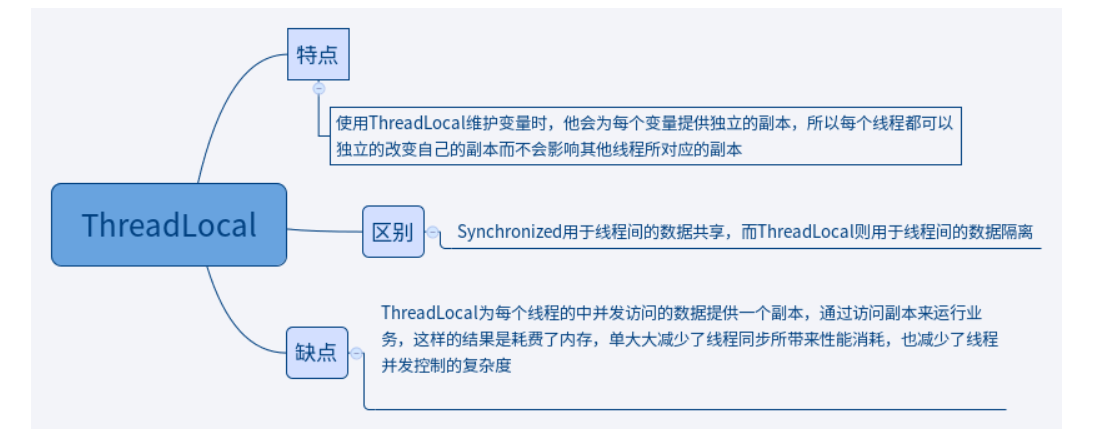 特点
使用ThreadLocal维护变量时，他会为每个变量提供独立的副本，所以每个线程都可以
独立的改变自己的副本而不会影响其他线程所对应的副本
ThreadLocal
区别
Synchronized用于线程间的数据共享，而ThreadLocal则用于线程间的数据隔离
缺点
ThreadLocal为每个线程的中并发访问的数据提供一个副本，通过访问副本来运行业
务，这样的结果是耗费了内存，单大大减少了线程同步所带来性能消耗，也减少了线程
并发控制的复杂度